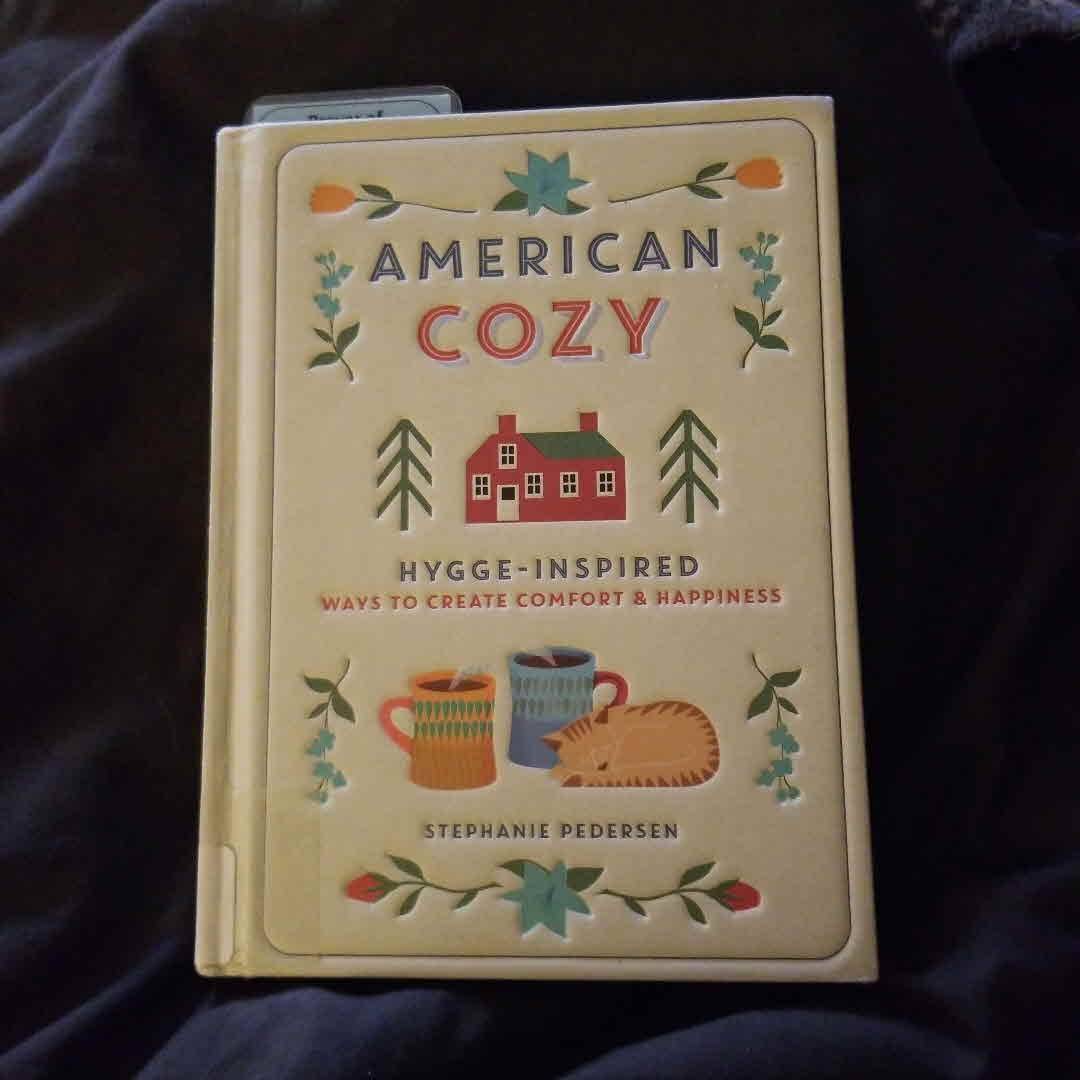 AMERICAN
COZY
HYGGE-INSPIRED
WAYS TO CREATE COMFORT & HAPPINESS
STEPHANIE PEDERSEN